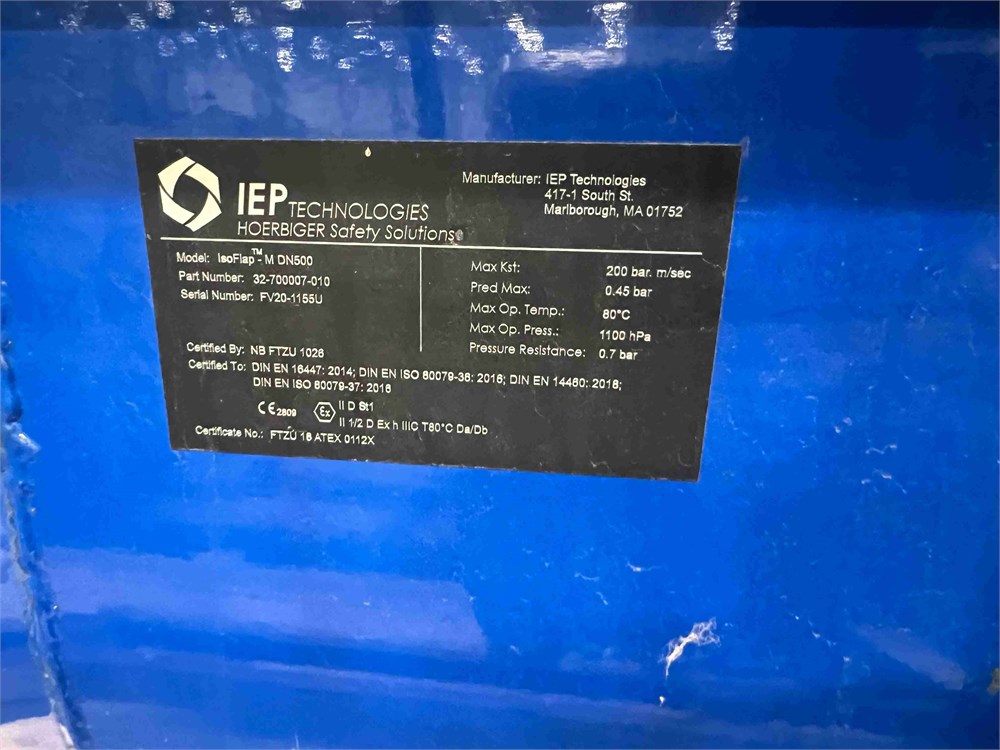 IEP TECHNOLOGIES
HOERBIGER Safety Solutions
Manufacturer: IEP Technologies
417-1 South St.
Marlborough, MA 01752
Model: IsoFlap™- M DN500
Part Number: 32-700007-010
Serial Number: FV20-1155U
Max Kst: 200 bar. m/sec
Pred Max: 0.45 bar
Max Op. Temp.: 80°C
Max Op. Press.: 1100 hPa
Pressure Resistance: 0.7 bar
Certified By: NB FTZU 1026
Certified To: DIN EN 16447: 2014; DIN EN ISO 80079-36: 2016; DIN EN 14460: 2018;
DIN EN ISO 80079-37: 2016
CE 2809 Ex II D St1
II 1/2 D Ex h IIIC T80°C Da/Db
Certificate No.: FTZÚ 18 ATEX 0112X